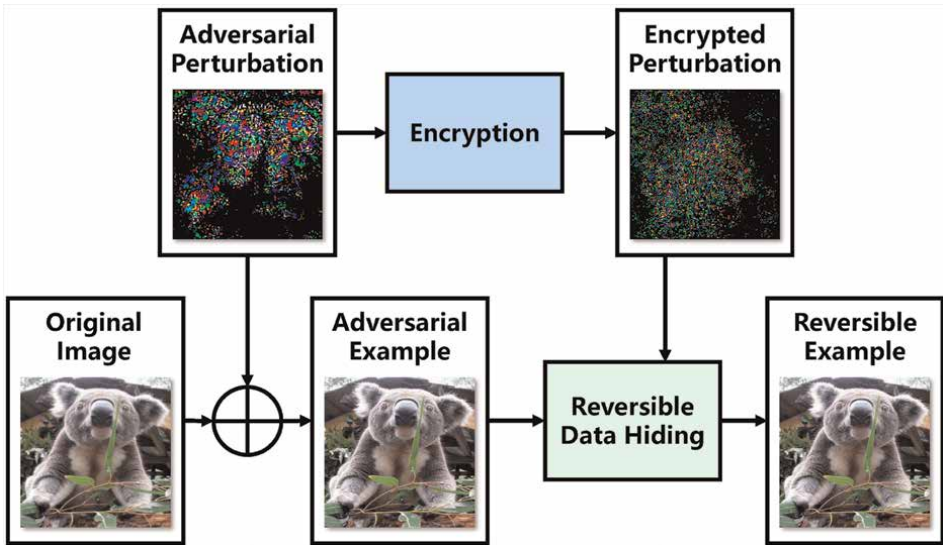 Adversarial
Perturbation
Encryption
Encrypted
Perturbation
Original
Image
Adversarial
Example
Reversible
Data Hiding
Reversible
Example